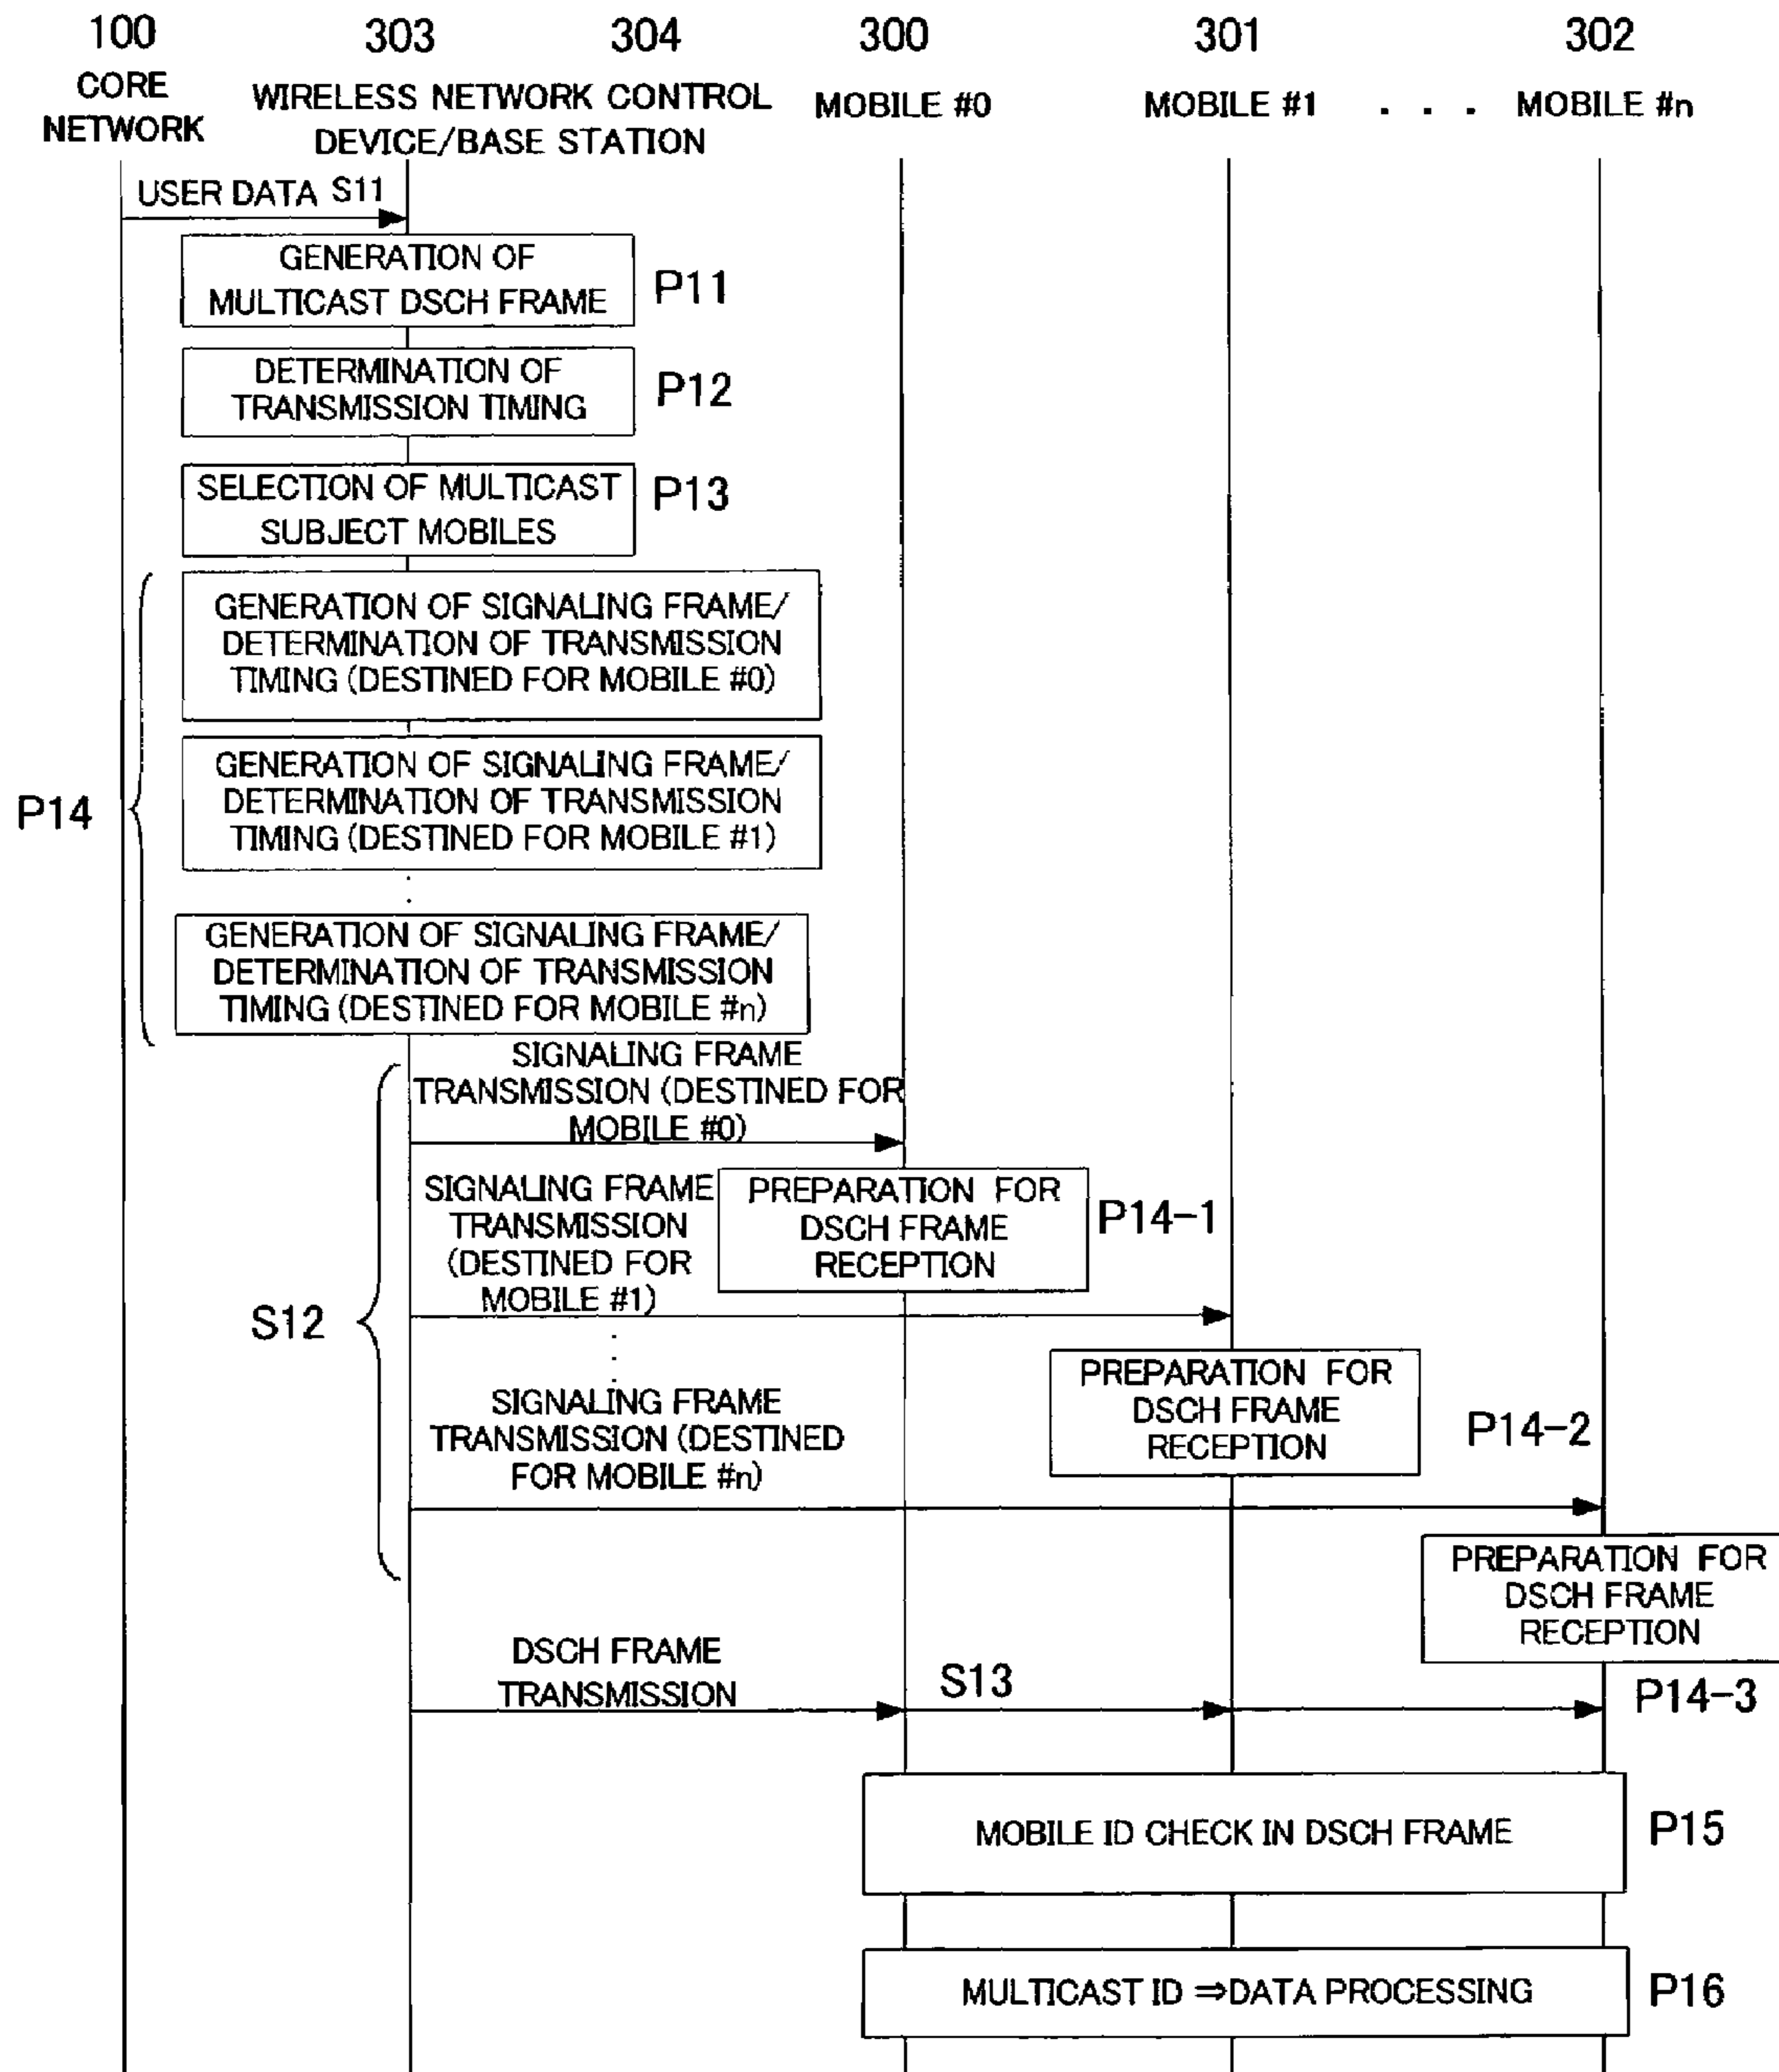 100 303 304 300 301 302
CORE
NETWORK
WIRELESS NETWORK CONTROL
DEVICE/BASE STATION
MOBILE #0 MOBILE #1 . . . MOBILE #n
USER DATA S11
GENERATION OF
MULTICAST DSCH FRAME
P11
DETERMINATION OF
TRANSMISSION TIMING
P12
SELECTION OF MULTICAST
SUBJECT MOBILES
P13
GENERATION OF SIGNALING FRAME/
DETERMINATION OF TRANSMISSION
TIMING (DESTINED FOR MOBILE #0)
GENERATION OF SIGNALING FRAME/
DETERMINATION OF TRANSMISSION
TIMING (DESTINED FOR MOBILE #1)
P14
GENERATION OF SIGNALING FRAME/
DETERMINATION OF TRANSMISSION
TIMING (DESTINED FOR MOBILE #n)
SIGNALING FRAME
TRANSMISSION (DESTINED FOR
MOBILE #0)
SIGNALING FRAME
TRANSMISSION
(DESTINED FOR
MOBILE #1)
PREPARATION FOR
DSCH FRAME
RECEPTION
P14-1
S12
SIGNALING FRAME
TRANSMISSION (DESTINED
FOR MOBILE #n)
PREPARATION FOR
DSCH FRAME
RECEPTION
P14-2
PREPARATION FOR
DSCH FRAME
RECEPTION
P14-3
DSCH FRAME
TRANSMISSION
S13
MOBILE ID CHECK IN DSCH FRAME
P15
MULTICAST ID ⇒DATA PROCESSING
P16